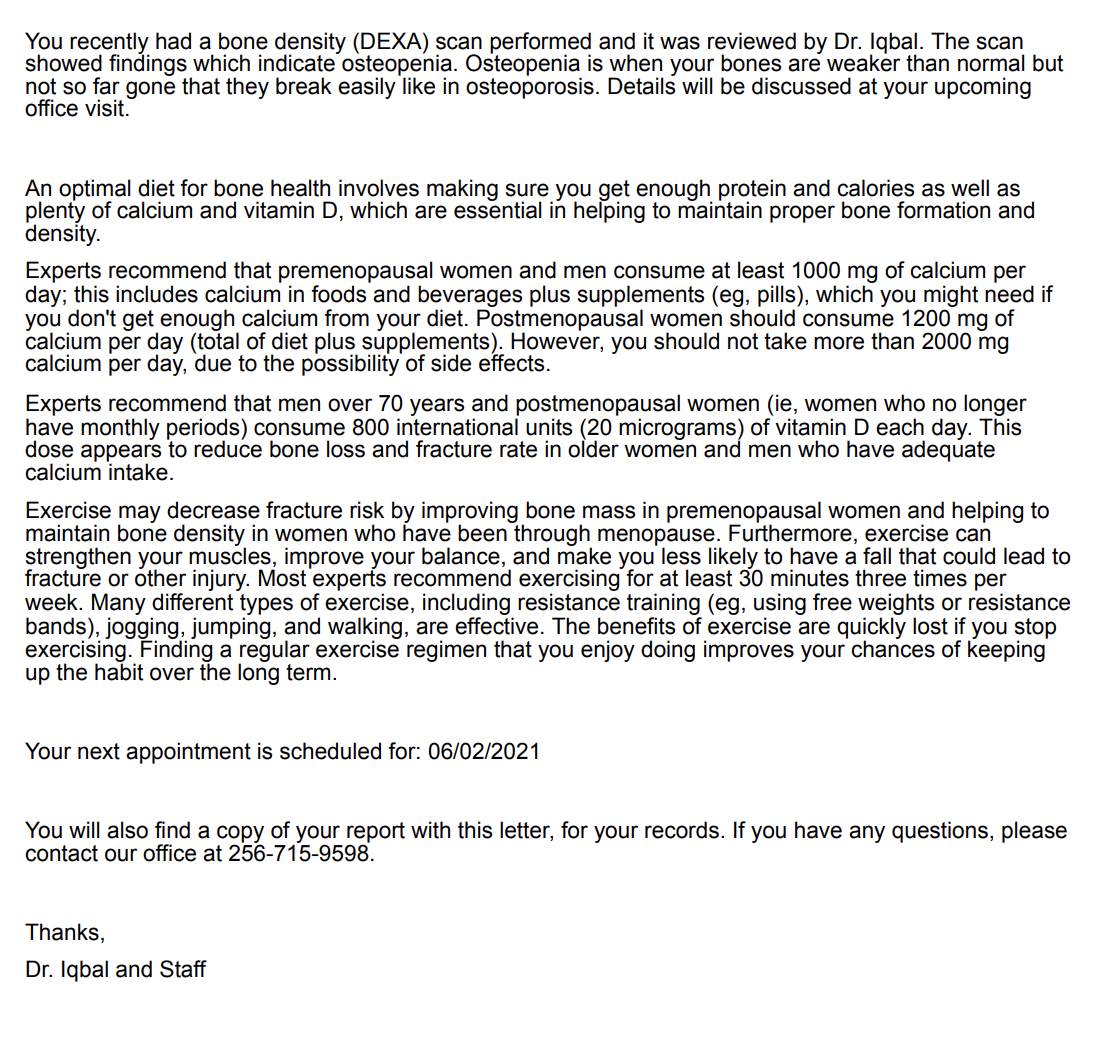 You recently had a bone density (DEXA) scan performed and it was reviewed by Dr. Iqbal. The scan
showed findings which indicate osteopenia. Osteopenia is when your bones are weaker than normal but
not so far gone that they break easily like in osteoporosis. Details will be discussed at your upcoming
office visit.
An optimal diet for bone health involves making sure you get enough protein and calories as well as
plenty of calcium and vitamin D, which are essential in helping to maintain proper bone formation and
density.
Experts recommend that premenopausal women and men consume at least 1000 mg of calcium per
day; this includes calcium in foods and beverages plus supplements (eg, pills), which you might need if
you don't get enough calcium from your diet. Postmenopausal women should consume 1200 mg of
calcium per day (total of diet plus supplements). However, you should not take more than 2000 mg
calcium per day, due to the possibility of side effects.
Experts recommend that men over 70 years and postmenopausal women (ie, women who no longer
have monthly periods) consume 800 international units (20 micrograms) of vitamin D each day. This
dose appears to reduce bone loss and fracture rate in older women and men who have adequate
calcium intake.
Exercise may decrease fracture risk by improving bone mass in premenopausal women and helping to
maintain bone density in women who have been through menopause. Furthermore, exercise can
strengthen your muscles, improve your balance, and make you less likely to have a fall that could lead to
fracture or other injury. Most experts recommend exercising for at least 30 minutes three times per
week. Many different types of exercise, including resistance training (eg, using free weights or resistance
bands), jogging, jumping, and walking, are effective. The benefits of exercise are quickly lost if you stop
exercising. Finding a regular exercise regimen that you enjoy doing improves your chances of keeping
up the habit over the long term.
Your next appointment is scheduled for: 06/02/2021
You will also find a copy of your report with this letter, for your records. If you have any questions, please
contact our office at 256-715-9598.
Thanks,
Dr. Iqbal and Staff